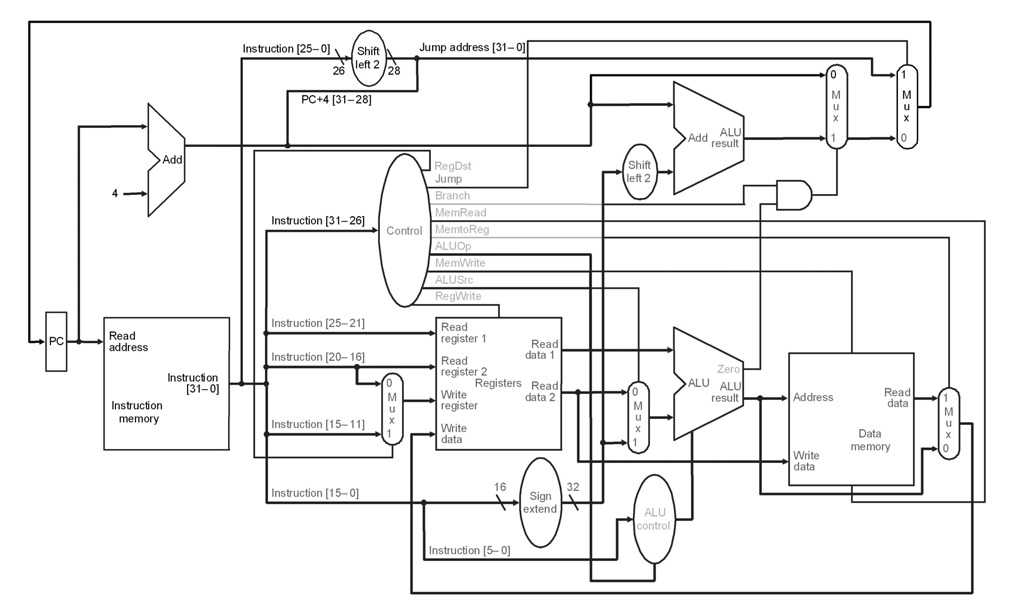 Instruction [25–0]
26
Shift
left 2
28
Jump address [31–0]
PC+4 [31–28]
Add
4
0
M
u
x
1
1
M
u
x
0
Add
ALU
result
Shift
left 2
RegDst
Jump
Branch
MemRead
MemtoReg
ALUOp
MemWrite
ALUSrc
RegWrite
Control
Instruction [31–26]
PC
Read
address
Instruction
[31–0]
Instruction
memory
Instruction [25–21]
Instruction [20–16]
Instruction [15–11]
Instruction [15–0]
0
M
u
x
1
Read
register 1
Read
register 2
Write
register
Write
data
Registers
Read
data 1
Read
data 2
0
M
u
x
1
Zero
ALU
ALU
result
Address
Write
data
Read
data
Data
memory
1
M
u
x
0
16
Sign
extend
32
ALU
control
Instruction [5–0]